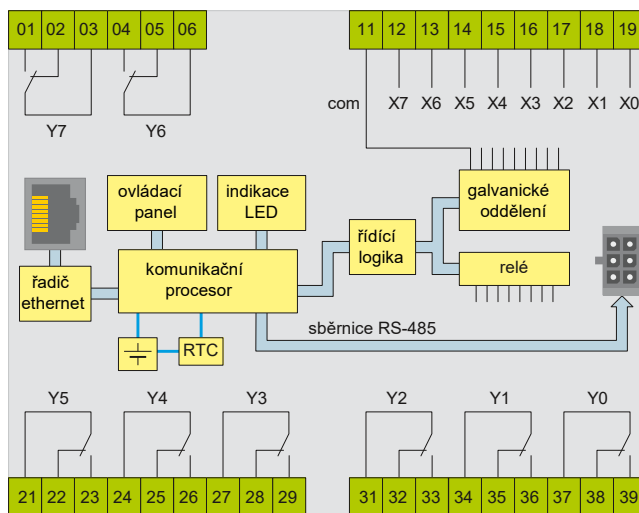 01 02 03 04 05 06
11 12 13 14 15 16 17 18 19
com X7 X6 X5 X4 X3 X2 X1 X0
Y7 Y6
ovládací
panel
indikace
LED
galvanické
oddělení
řídící
logika
komunikační
procesor
relé
řadič
ethernet
sběrnice RS-485
RTC
Y5 Y4 Y3 Y2 Y1 Y0
21 22 23 24 25 26 27 28 29
31 32 33 34 35 36 37 38 39